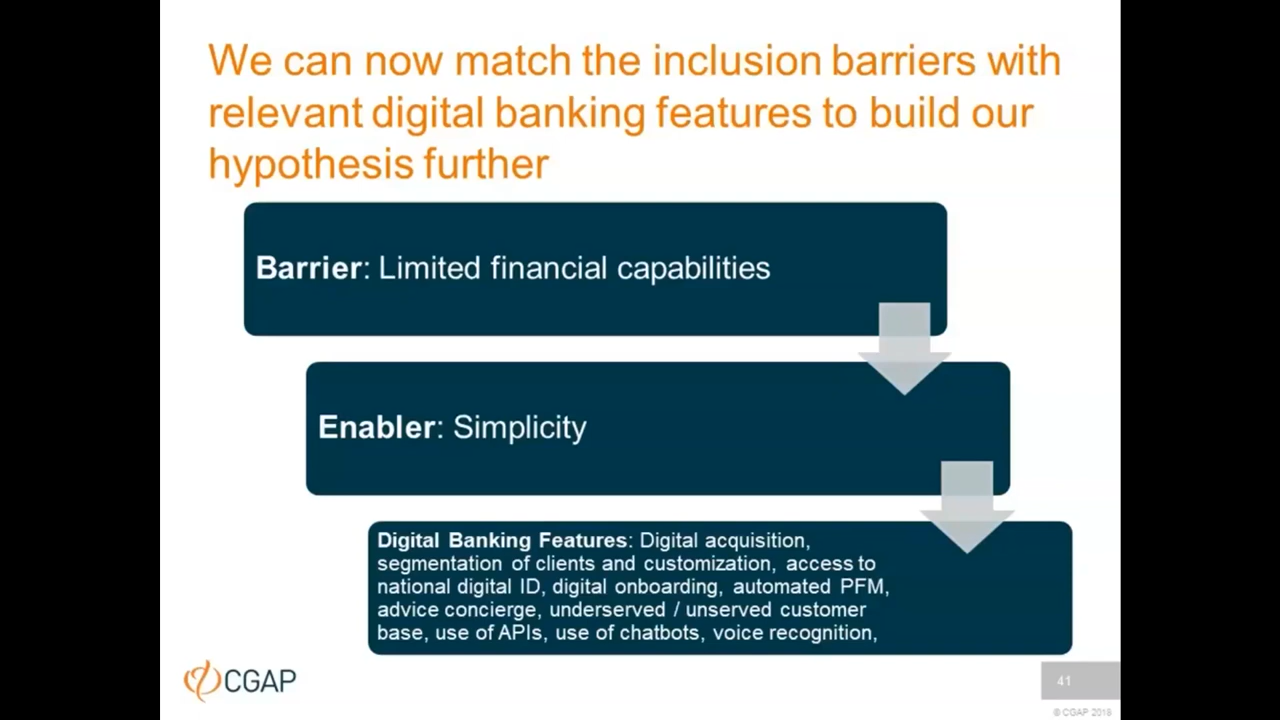 We can now match the inclusion barriers with
relevant digital banking features to build our
hypothesis further
Barrier: Limited financial capabilities
Enabler: Simplicity
Digital Banking Features: Digital acquisition,
segmentation of clients and customization, access to
national digital ID, digital onboarding, automated PFM,
advice concierge, underserved / unserved customer
base, use of APIs, use of chatbots, voice recognition,
CGAP
41
© CGAP 2018